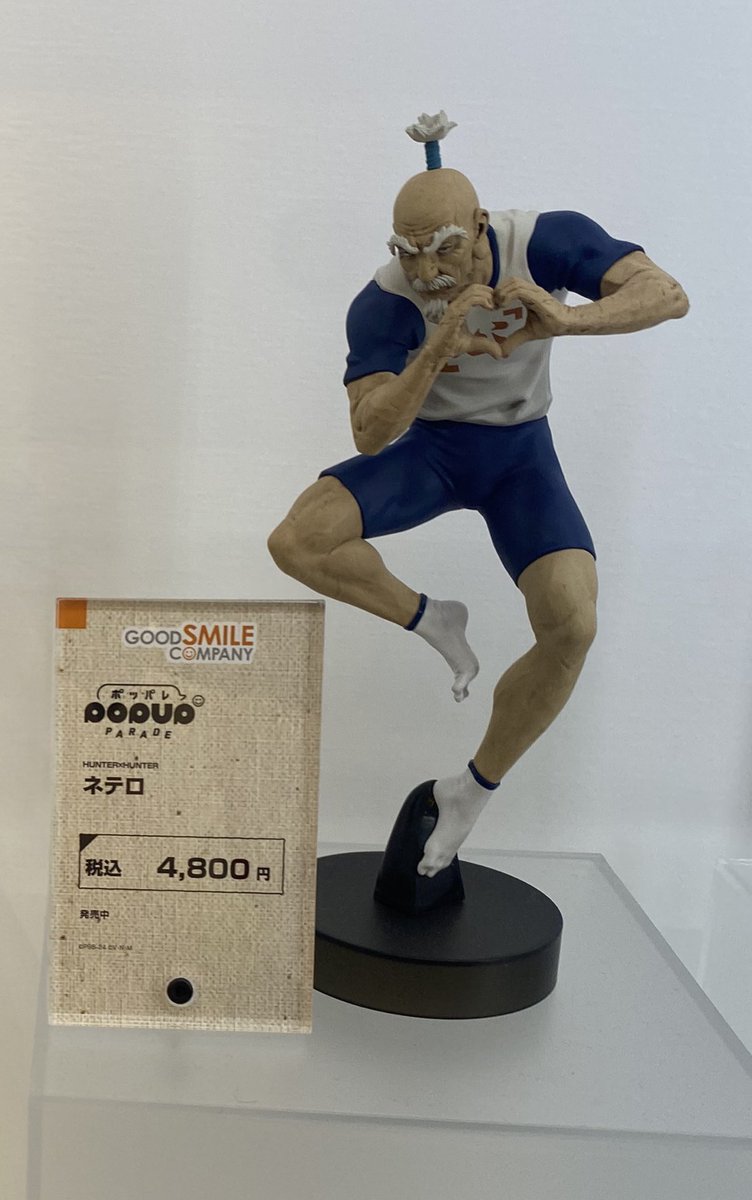 GOOD SMILE
COMPANY
ポッパレっ
POPUP
PARADE
HUNTER×HUNTER
ネテロ
税込 4,800円
発売中